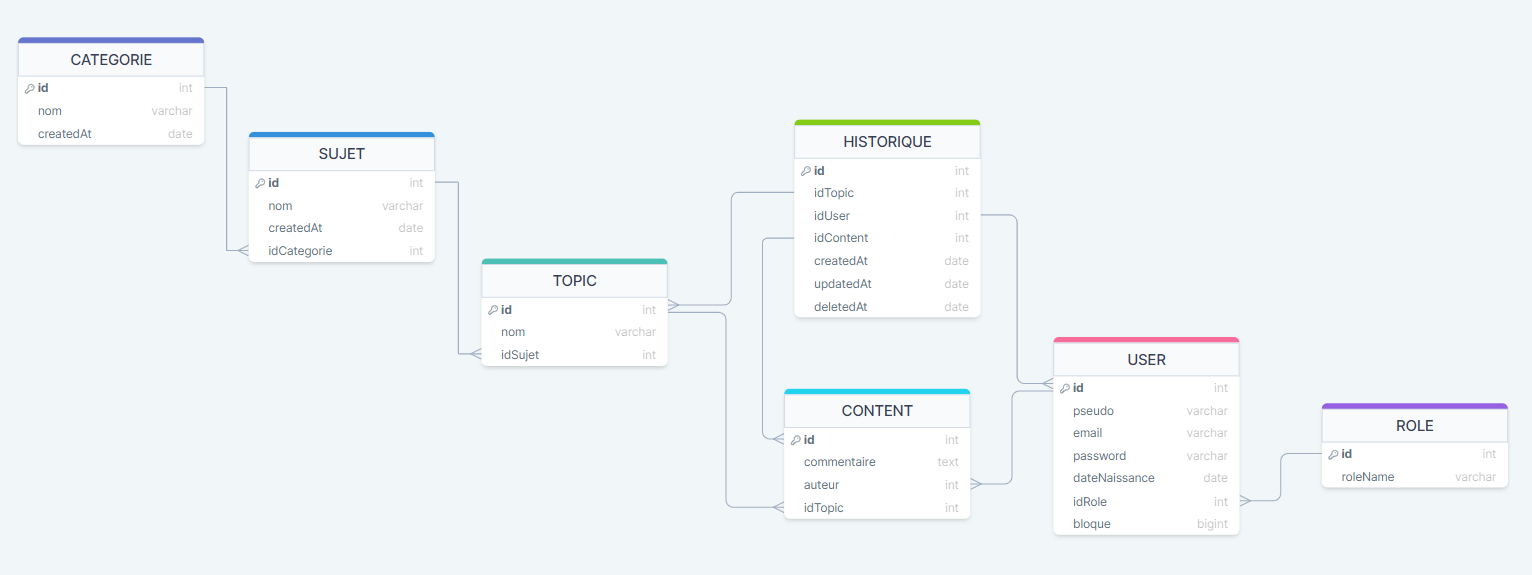 CATEGORIE
id int
nom varchar
createdAt date
SUJET
id int
nom varchar
createdAt date
idCategorie int
TOPIC
id int
nom varchar
idSujet int
HISTORIQUE
id int
idTopic int
idUser int
idContent int
createdAt date
updatedAt date
deletedAt date
CONTENT
id int
commentaire text
auteur int
idTopic int
USER
id int
pseudo varchar
email varchar
password varchar
dateNaissance date
idRole int
bloque bigint
ROLE
id int
roleName varchar